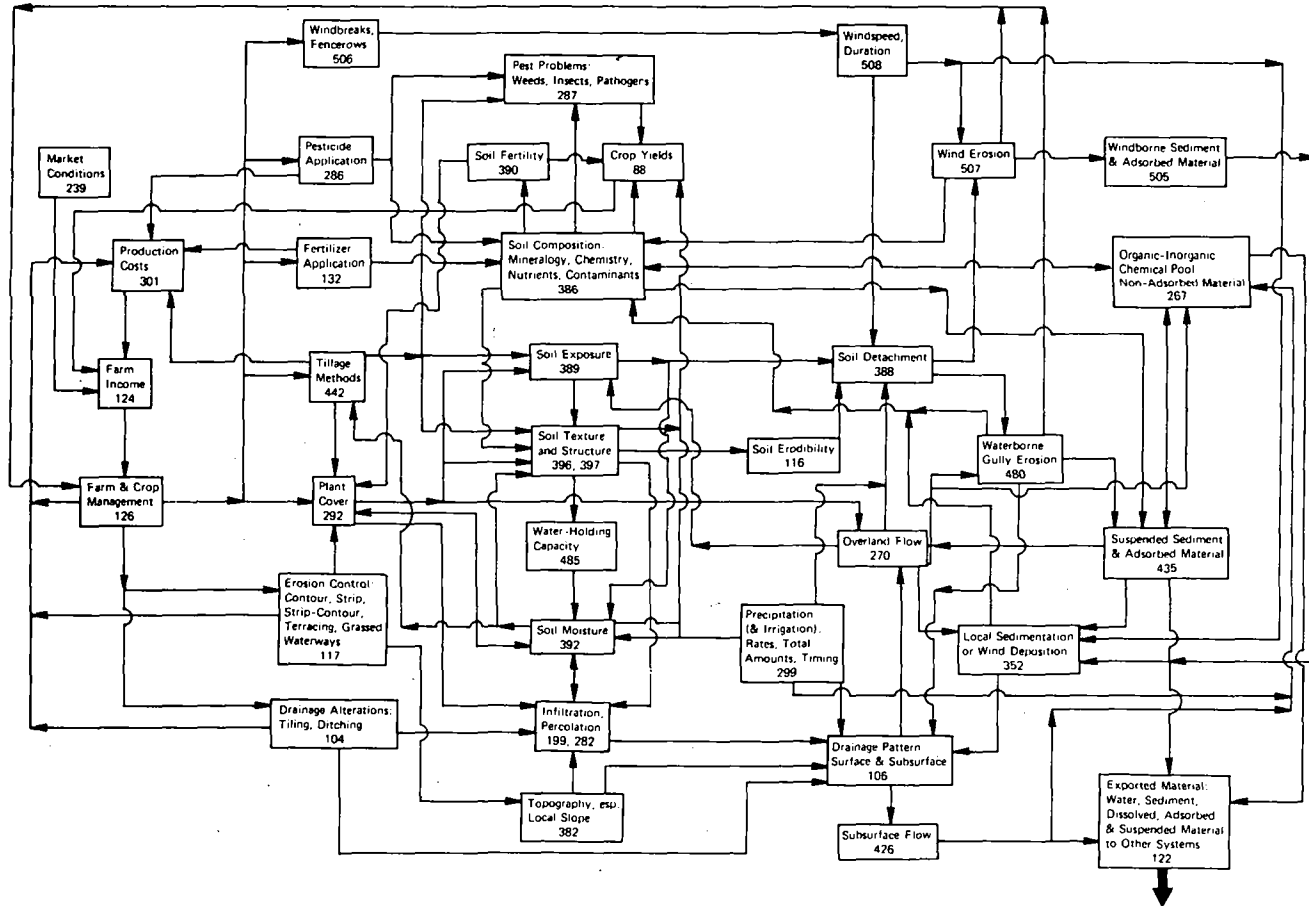 Windbreaks,
Fencerows
506
Windspeed,
Duration
508
Pest Problems:
Weeds, Insects, Pathogens
287
Market
Conditions
239
Pesticide
Application
286
Soil Fertility
390
Crop Yields
88
Wind Erosion
507
Windborne Sediment
& Adsorbed Material
505
Production
Costs
301
Fertilizer
Application
132
Soil Composition:
Mineralogy, Chemistry,
Nutrients, Contaminants
386
Organic-Inorganic
Chemical Pool
Non-Adsorbed Material
267
Farm
Income
124
Tillage
Methods
442
Soil Exposure
389
Soil Detachment
388
Soil Texture
and Structure
396, 397
Soil Erodibility
116
Waterborne
Gully Erosion
480
Farm & Crop
Management
126
Plant
Cover
292
Water-Holding
Capacity
485
Overland Flow
270
Suspended Sediment
& Adsorbed Material
435
Erosion Control:
Contour, Strip,
Strip-Contour,
Terracing, Grassed
Waterways
117
Soil Moisture
392
Precipitation
(& Irrigation).
Rates, Total
Amounts, Timing
299
Local Sedimentation
or Wind Deposition
352
Drainage Alterations:
Tiling, Ditching
104
Infiltration,
Percolation
199, 282
Drainage Pattern
Surface & Subsurface
106
Topography, esp.
Local Slope
382
Subsurface Flow
426
Exported Material:
Water, Sediment,
Dissolved, Adsorbed
& Suspended Material
to Other Systems
122